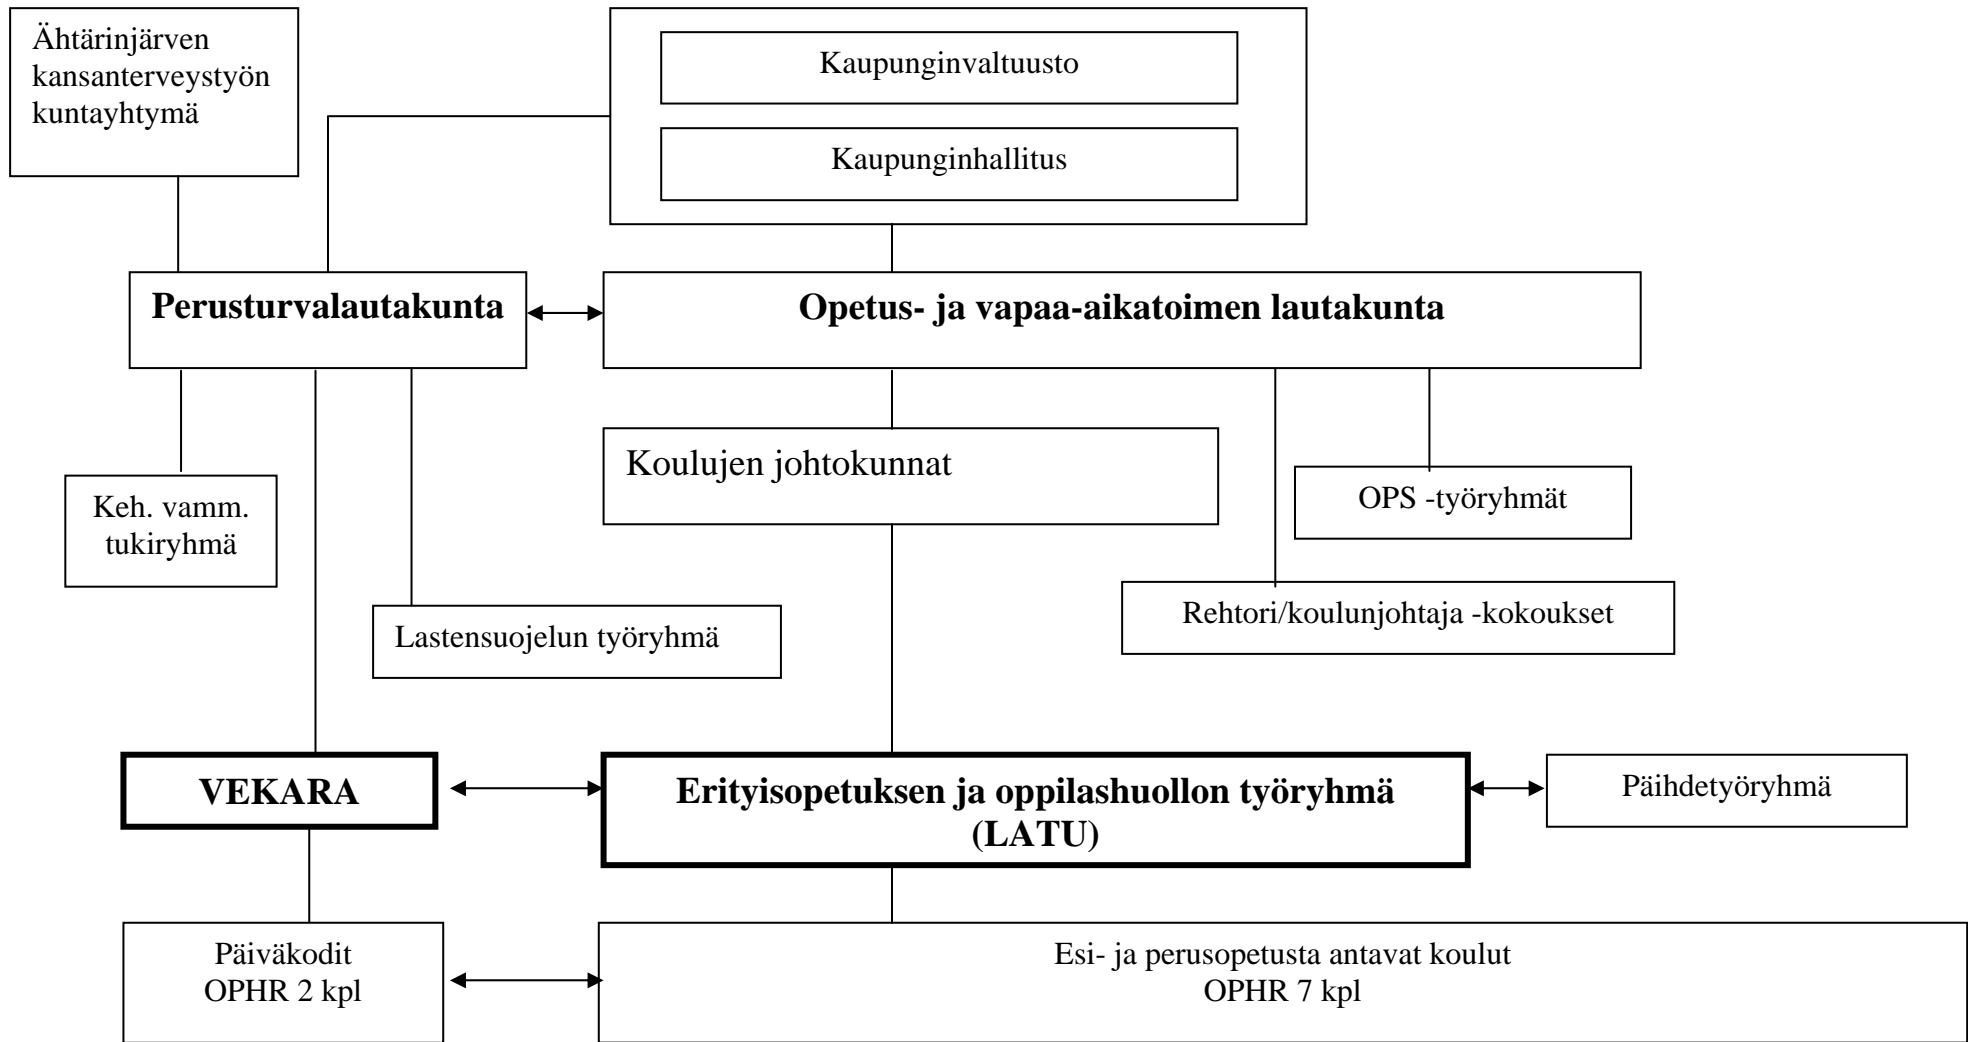 Ähtärinjärven
kansanterveystyön
kuntayhtymä
Kaupunginvaltuusto
Kaupunginhallitus
Perusturvalautakunta
Opetus- ja vapaa-aikatoimen lautakunta
Koulujen johtokunnat
Keh. vamm.
tukiryhmä
OPS -työryhmät
Lastensuojelun työryhmä
Rehtori/koulunjohtaja -kokoukset
VEKARA
Erityisopetuksen ja oppilashuollon työryhmä
(LATU)
Päihdetyöryhmä
Päiväkodit
OPHR 2 kpl
Esi- ja perusopetusta antavat koulut
OPHR 7 kpl